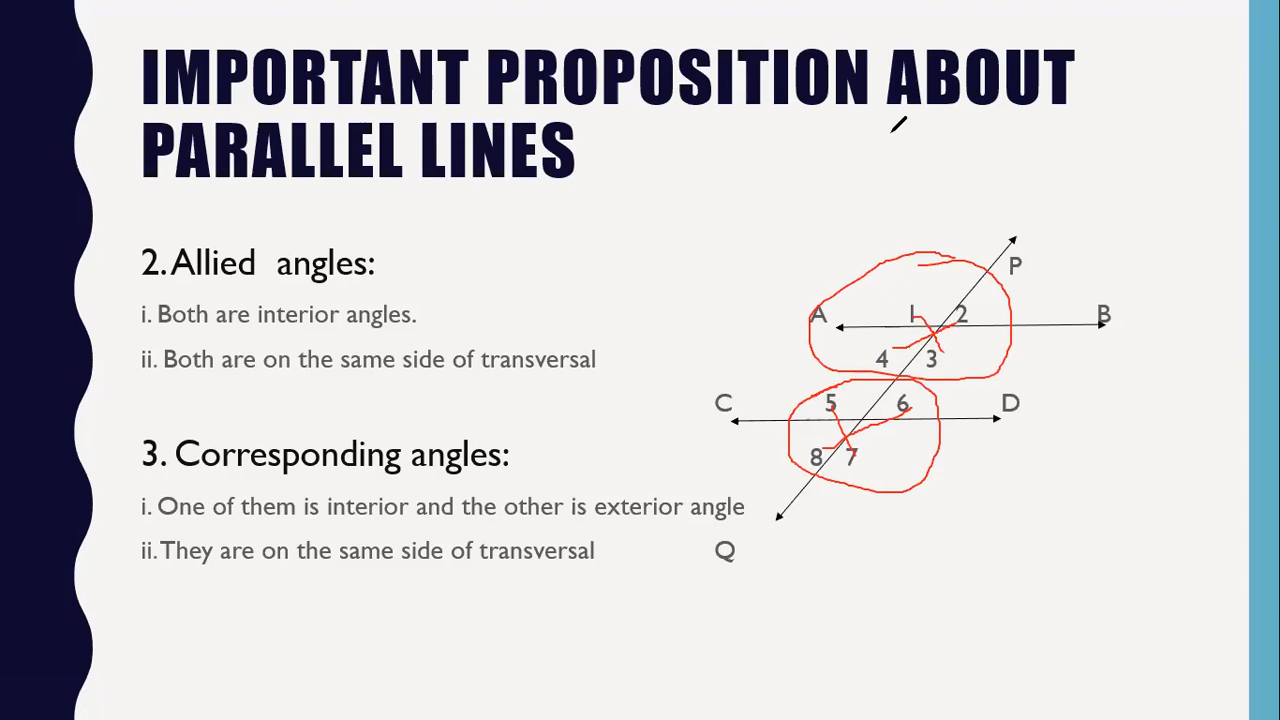 IMPORTANT PROPOSITION ABOUT
PARALLEL LINES
2. Allied angles:
i. Both are interior angles.
ii. Both are on the same side of transversal
3. Corresponding angles:
i. One of them is interior and the other is exterior angle
ii. They are on the same side of transversal
P
A 1 2 B
4 3
C 5 6 D
8 7
Q